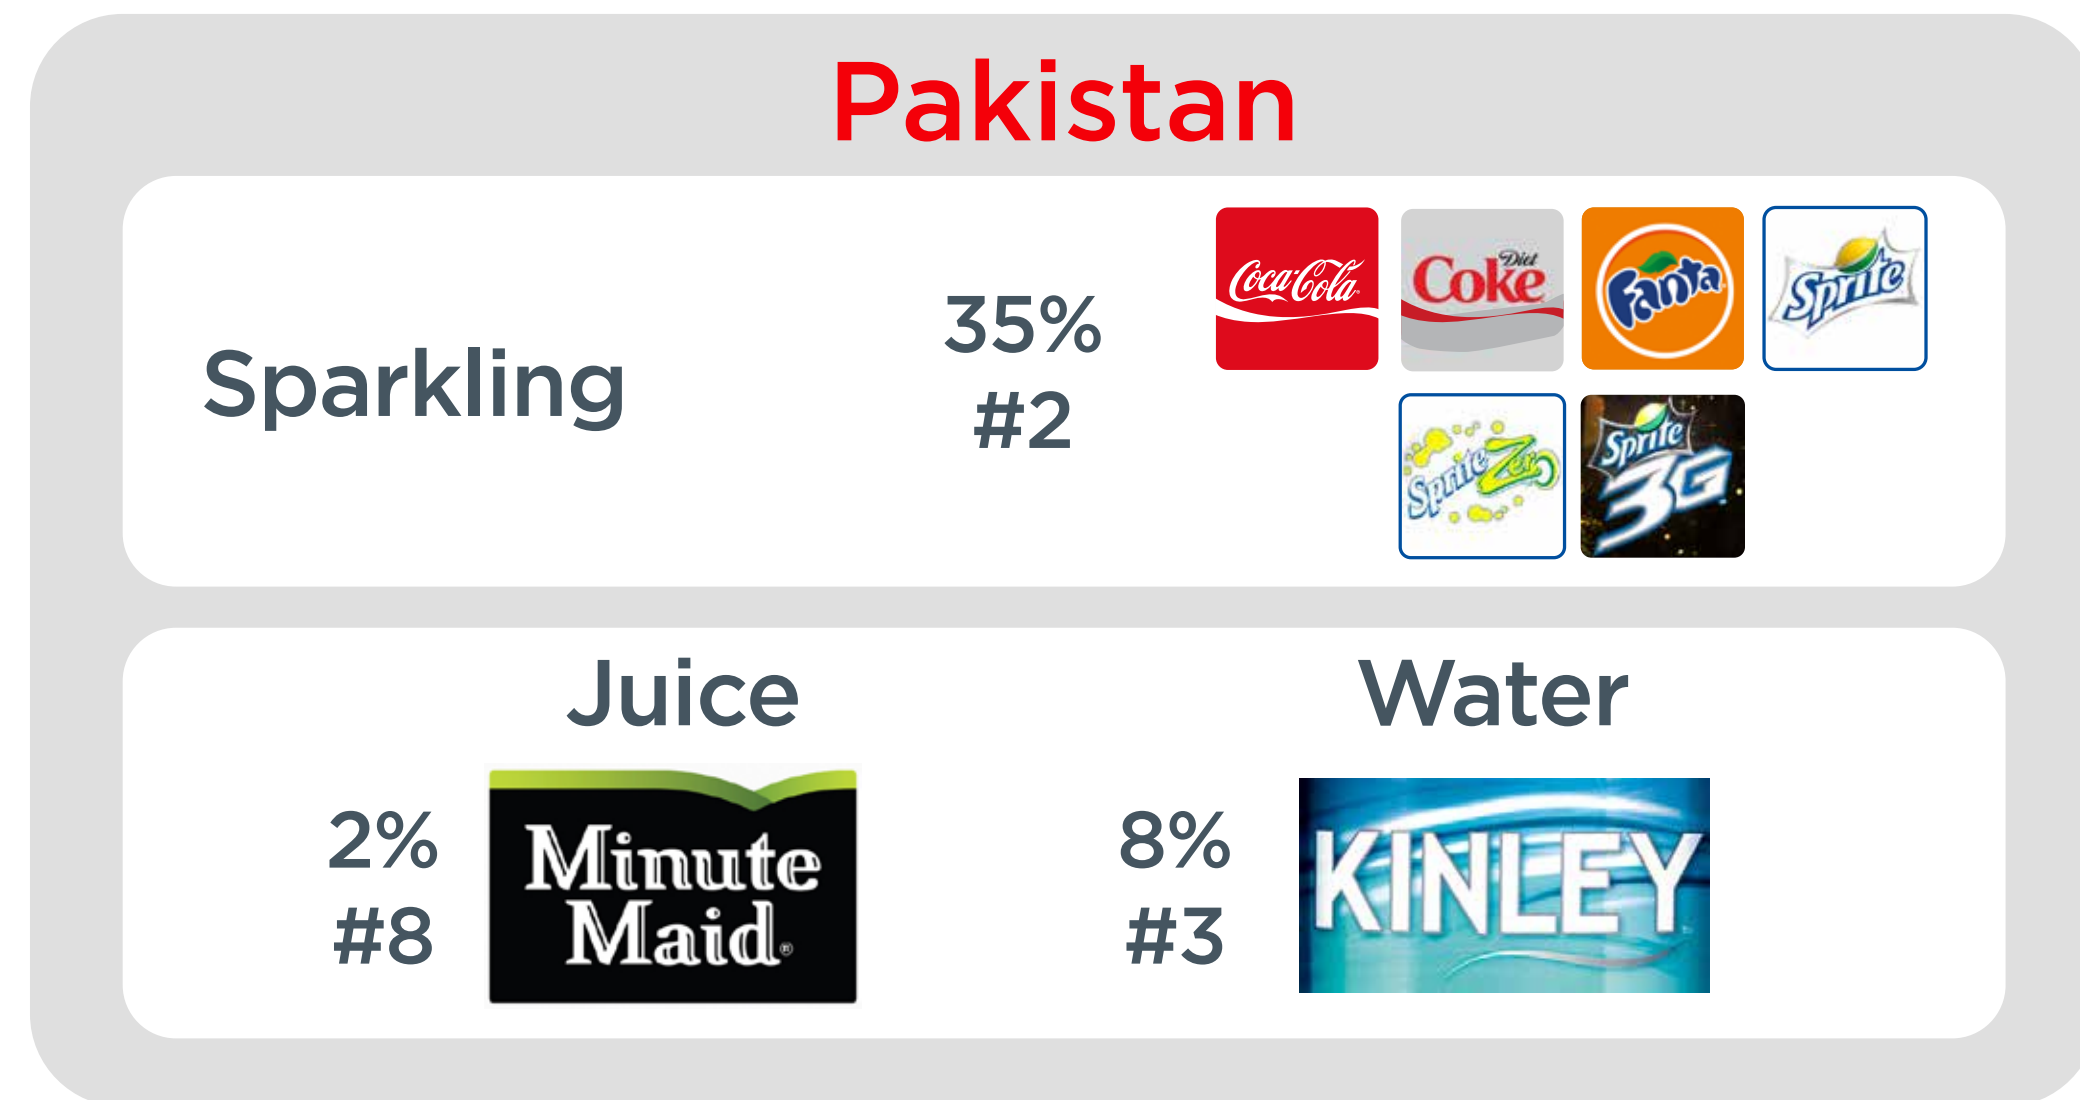 Pakistan
Sparkling
35%
#2
Coca-Cola
Diet
Coke
Fanta
Sprite
Sprite Zero
Sprite
3G
Juice
Water
2%
#8
Minute
Maid®
8%
#3
KINLEY